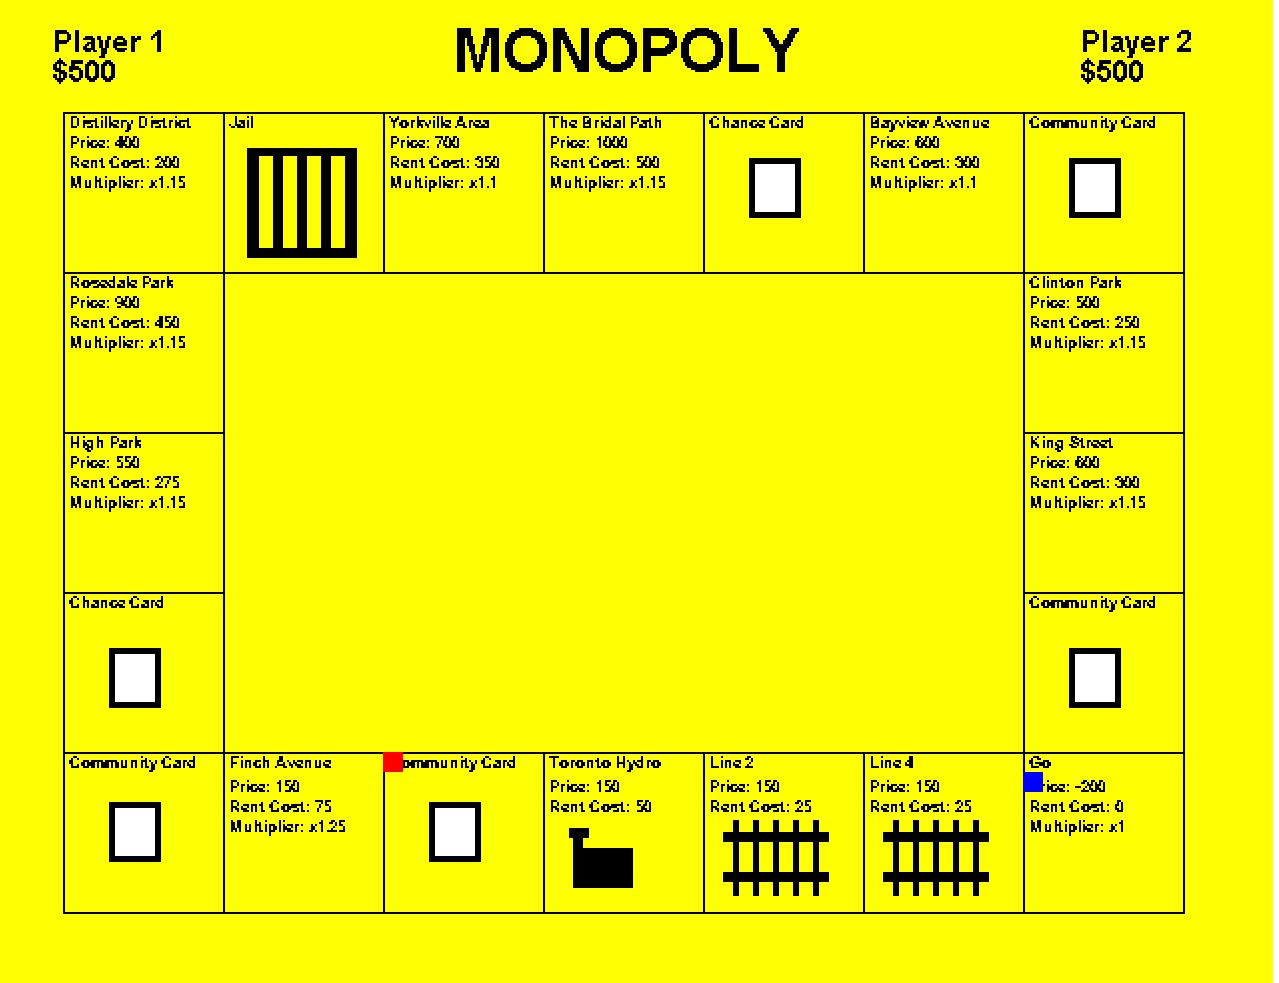 Player 1
$500
MONOPOLY
Player 2
$500
Distillery District
Price: 400
Rent Cost: 200
Multiplier: x1.15
Jail
Yorkville Area
Price: 700
Rent Cost: 350
Multiplier: x1.1
The Bridal Path
Price: 1000
Rent Cost: 500
Multiplier: x1.15
Chance Card
Bayview Avenue
Price: 600
Rent Cost: 300
Multiplier: x1.1
Community Card
Rosedale Park
Price: 900
Rent Cost: 450
Multiplier: x1.15
Clinton Park
Price: 500
Rent Cost: 250
Multiplier: x1.15
High Park
Price: 550
Rent Cost: 275
Multiplier: x1.15
King Street
Price: 600
Rent Cost: 300
Multiplier: x1.15
Chance Card
Community Card
Community Card
Finch Avenue
Price: 150
Rent Cost: 75
Multiplier: x1.25
ommunity Card
Toronto Hydro
Price: 150
Rent Cost: 50
Line 2
Price: 150
Rent Cost: 25
Line 4
Price: 150
Rent Cost: 25
Go
rice: -200
Rent Cost: 0
Multiplier: x1